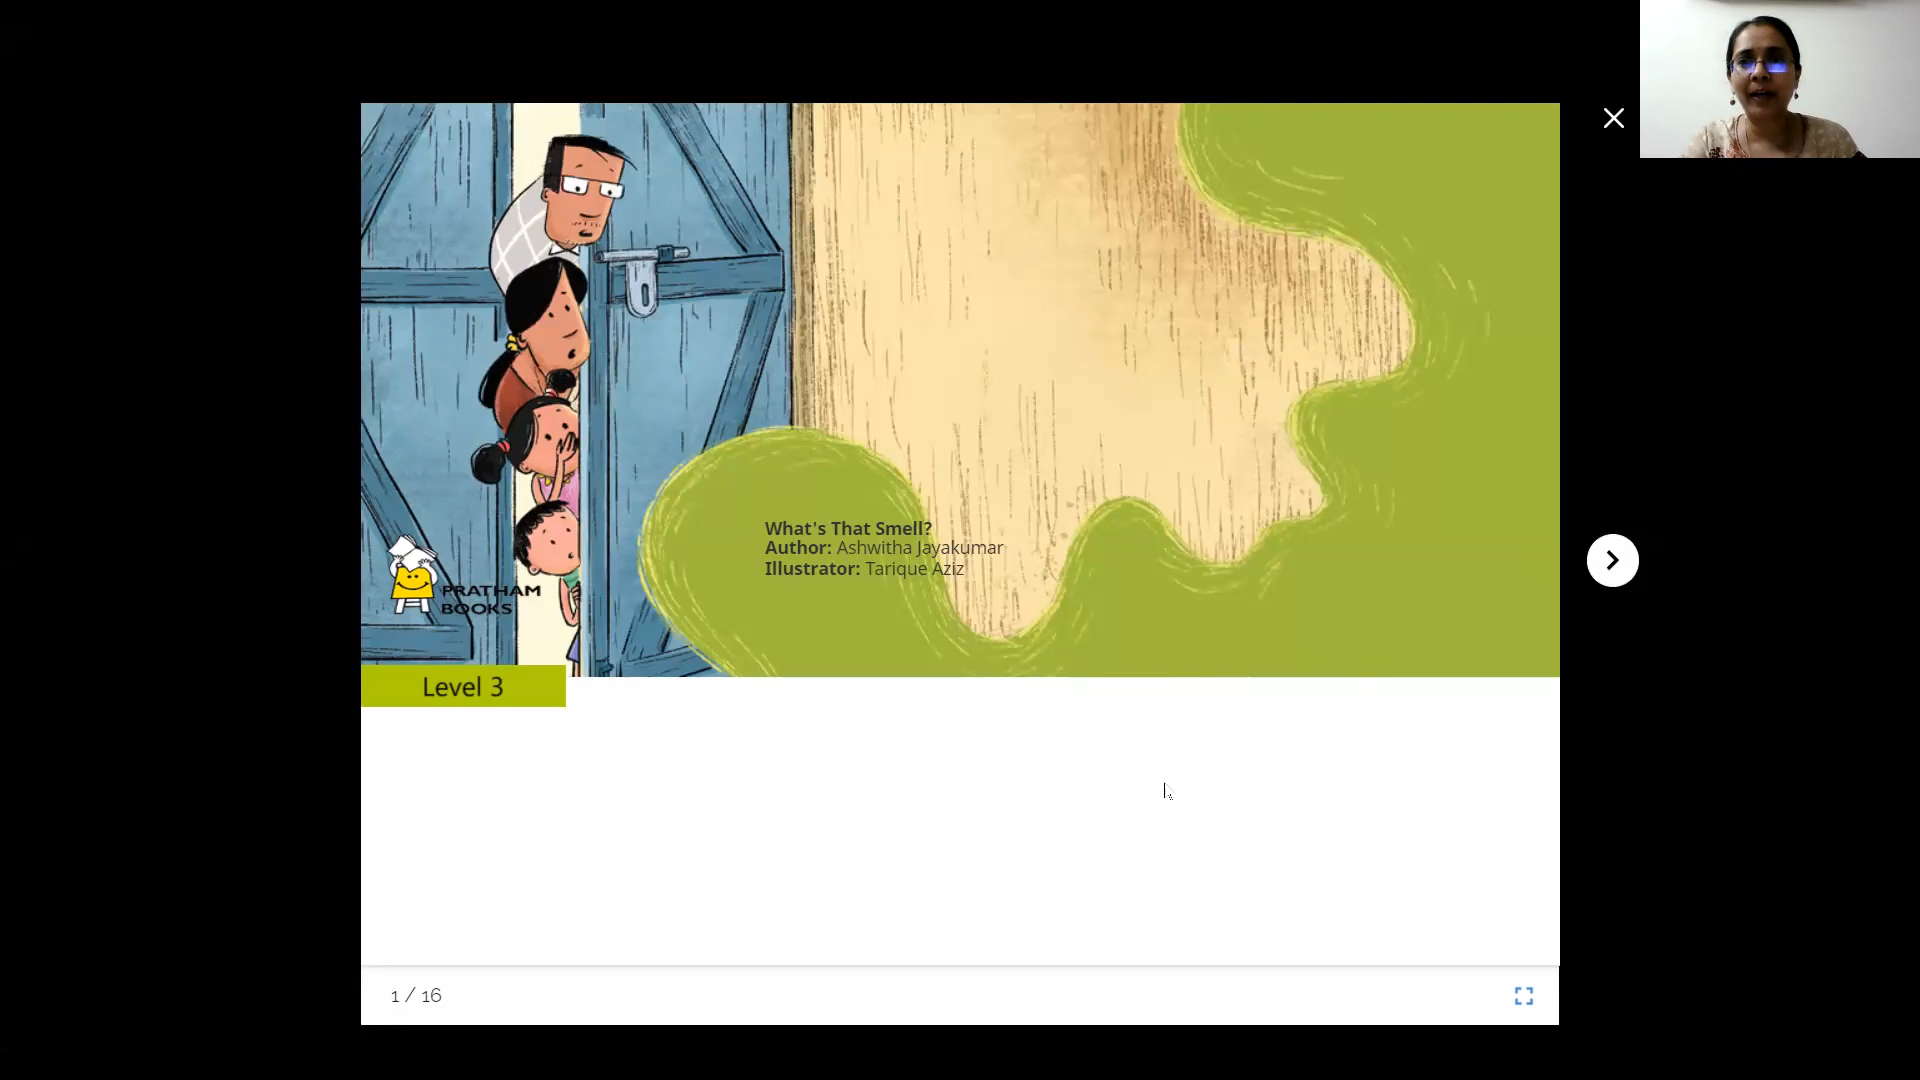 What's That Smell?
Author: Ashwitha Jayakumar
Illustrator: Tarique Aziz
PRATHAM
BOOKS
Level 3
1 / 16